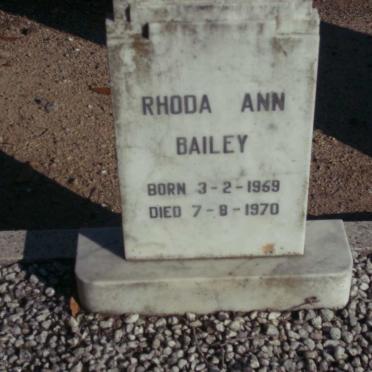 RHODA ANN
BAILEY
BORN 3-2-1969
DIED 7-8-1970